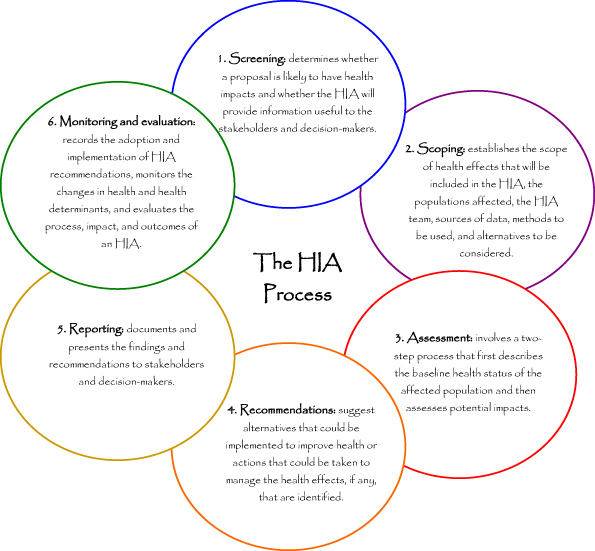 1. Screening: determines whether
a proposal is likely to have health
impacts and whether the HIA will
provide information useful to the
stakeholders and decision-makers.
2. Scoping: establishes the scope
of health effects that will be
included in the HIA, the
populations affected, the HIA
team, sources of data, methods to
be used, and alternatives to be
considered.
3. Assessment: involves a two-
step process that first describes
the baseline health status of the
affected population and then
assesses potential impacts.
4. Recommendations: suggest
alternatives that could be
implemented to improve health or
actions that could be taken to
manage the health effects, if any,
that are identified.
5. Reporting: documents and
presents the findings and
recommendations to stakeholders
and decision-makers.
6. Monitoring and evaluation:
records the adoption and
implementation of HIA
recommendations, monitors the
changes in health and health
determinants, and evaluates the
process, impact, and outcomes of
an HIA.
The HIA
Process